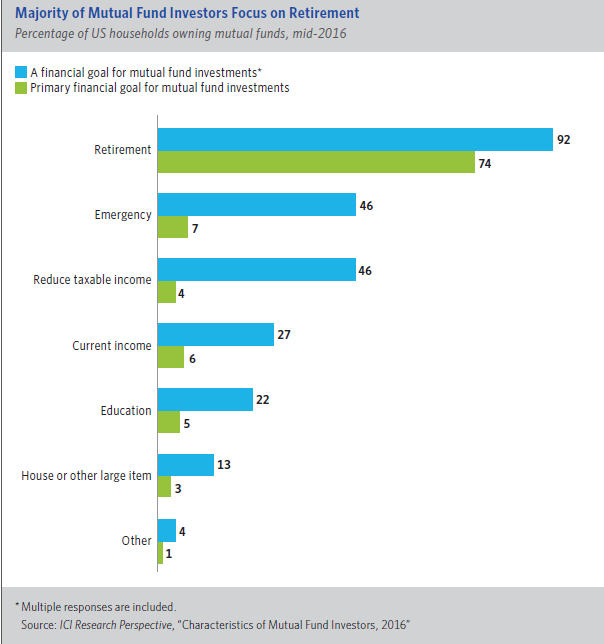 Majority of Mutual Fund Investors Focus on Retirement
Percentage of US households owning mutual funds, mid-2016
A financial goal for mutual fund investments*
Primary financial goal for mutual fund investments
Retirement
92
74
Emergency
46
7
Reduce taxable income
46
4
Current income
27
6
Education
22
5
House or other large item
13
3
Other
4
1
* Multiple responses are included.
Source: ICI Research Perspective, “Characteristics of Mutual Fund Investors, 2016”